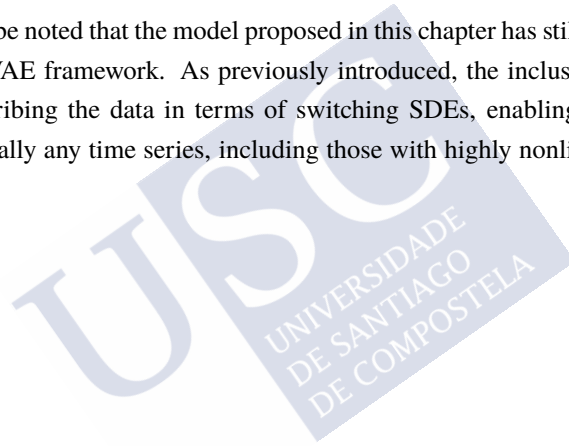 be noted that the model proposed in this chapter has stil
VAE framework. As previously introduced, the inclus
ribing the data in terms of switching SDEs, enabling
ally any time series, including those with highly nonli
USC
UNIVERSIDADE
DE SANTIAGO
DE COMPOSTELA